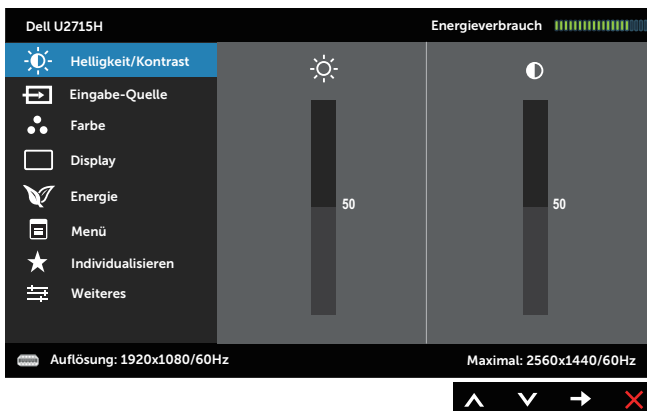 Dell U2715H
Energieverbrauch
Helligkeit/Kontrast
Eingabe-Quelle
Farbe
Display
Energie
Menü
Individualisieren
Weiteres
50
50
Auflösung: 1920x1080/60Hz
Maximal: 2560x1440/60Hz